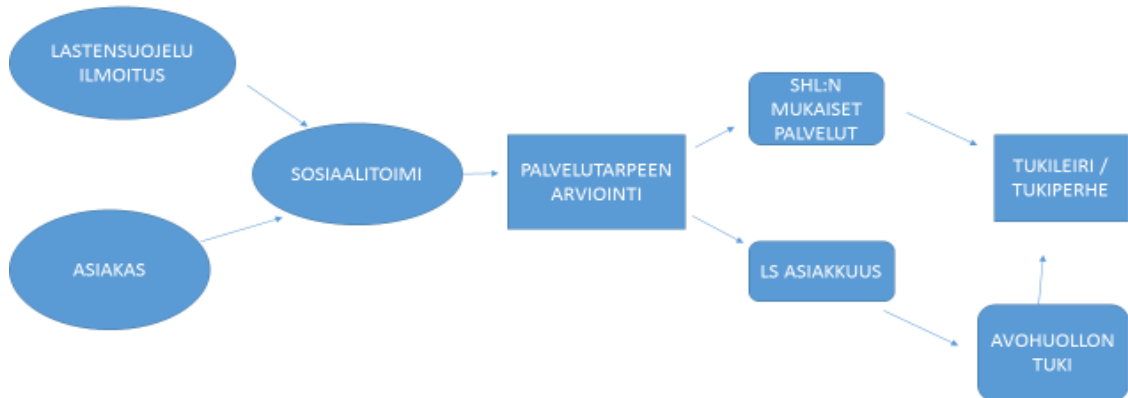 LASTENSUOJELU
ILMOITUS
ASIAKAS
SOSIAALITOIMI
PALVELUTARPEEN
ARVIOINTI
SHL:N
MUKAISET
PALVELUT
LS ASIAKKUUS
TUKILEIRI /
TUKIPERHE
AVOHUOLLON
TUKI